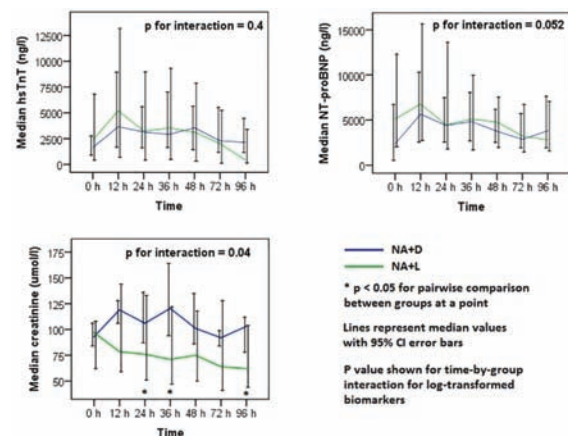 p for interaction = 0.4
Median hsTnT (ng/l)
12500
10000
7500
5000
2500
0
0 h 12 h 24 h 36 h 48 h 72 h 96 h
Time
p for interaction = 0.052
Median NT-proBNP (ng/l)
15000
10000
5000
0
0 h 12 h 24 h 36 h 48 h 72 h 96 h
Time
p for interaction = 0.04
Median creatinine (umol/l)
175
150
125
100
75
50
* * *
0 h 12 h 24 h 36 h 48 h 72 h 96 h
Time
NA+D
NA+L
* p < 0.05 for pairwise comparison
between groups at a point
Lines represent median values
with 95% CI error bars
P value shown for time-by-group
interaction for log-transformed
biomarkers